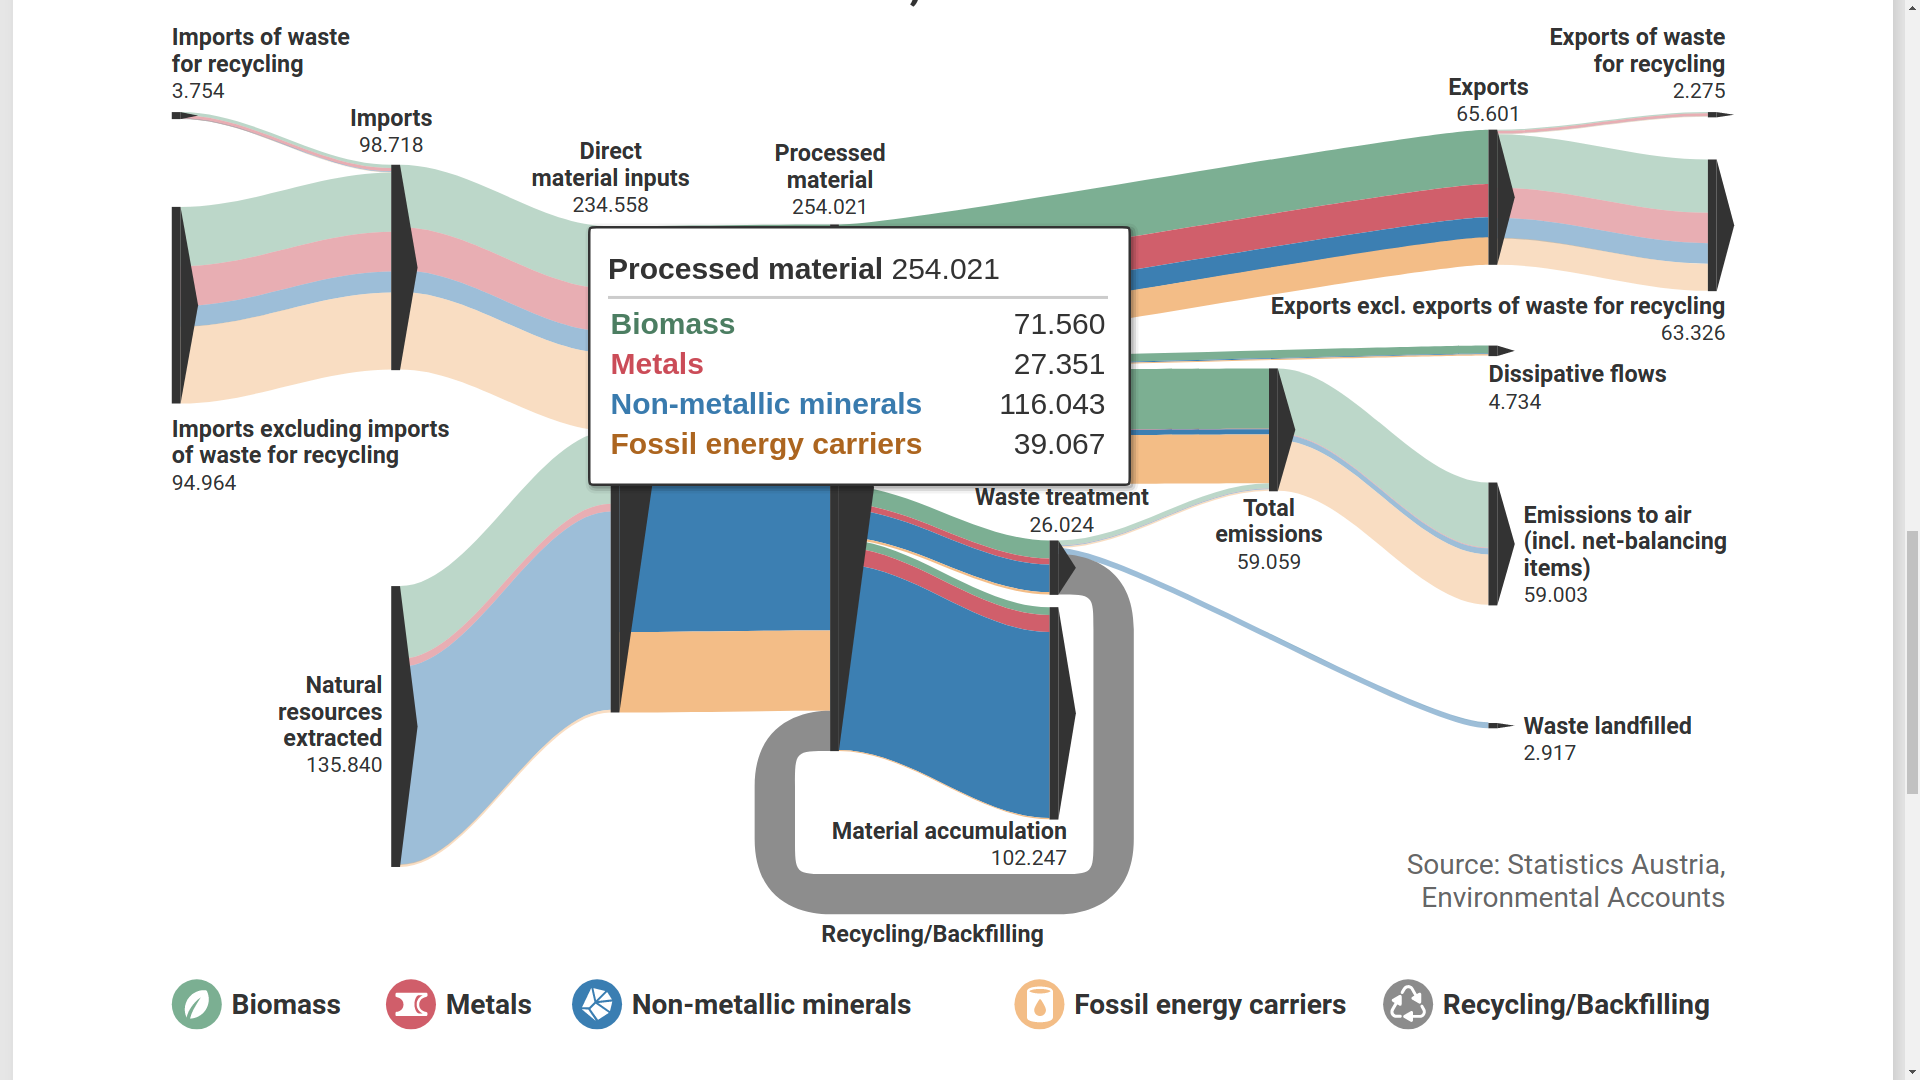 Imports of waste
for recycling
3.754
Imports
98.718
Direct
material inputs
234.558
Processed
material
254.021
Exports
65.601
Exports of waste
for recycling
2.275
Processed material 254.021
Biomass 71.560
Metals 27.351
Non-metallic minerals 116.043
Fossil energy carriers 39.067
Exports excl. exports of waste for recycling
63.326
Dissipative flows
4.734
Imports excluding imports
of waste for recycling
94.964
Waste treatment
26.024
Total
emissions
59.059
Emissions to air
(incl. net-balancing
items)
59.003
Natural
resources
extracted
135.840
Waste landfilled
2.917
Material accumulation
102.247
Source: Statistics Austria,
Environmental Accounts
Recycling/Backfilling
Biomass
Metals
Non-metallic minerals
Fossil energy carriers
Recycling/Backfilling